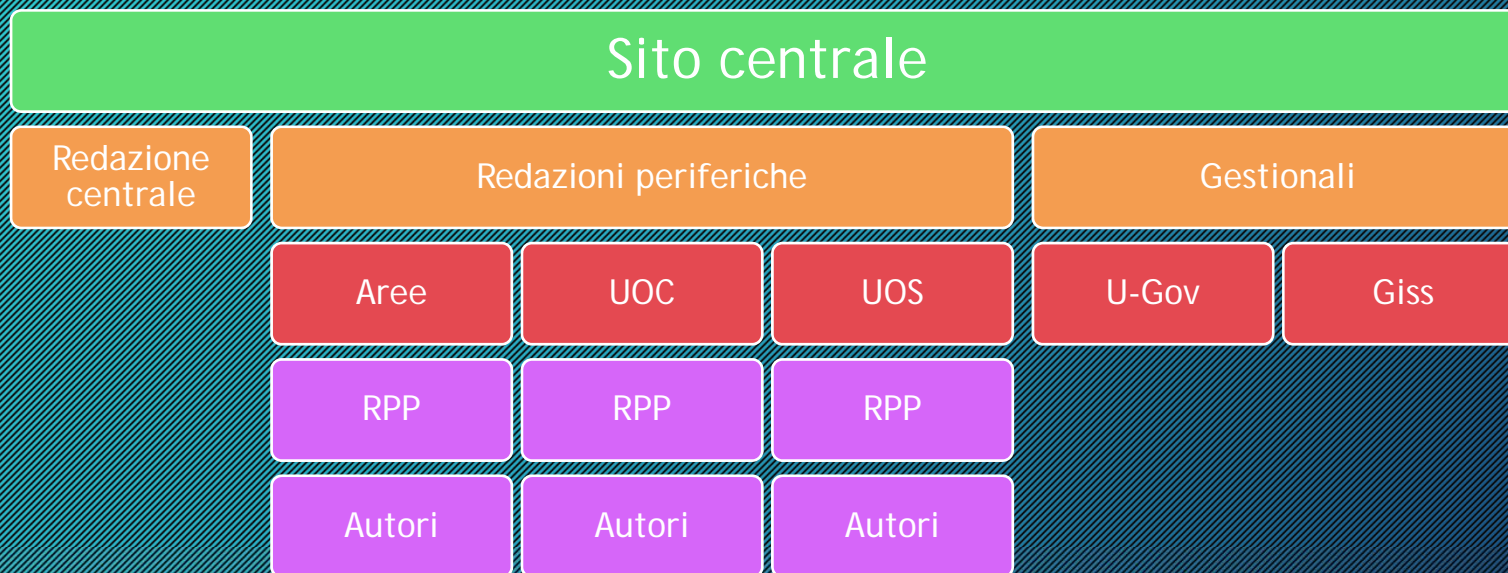 Sito centrale
Redazione
centrale
Redazioni periferiche
Gestionali
Aree
UOC
UOS
U-Gov
Giss
RPP
RPP
RPP
Autori
Autori
Autori